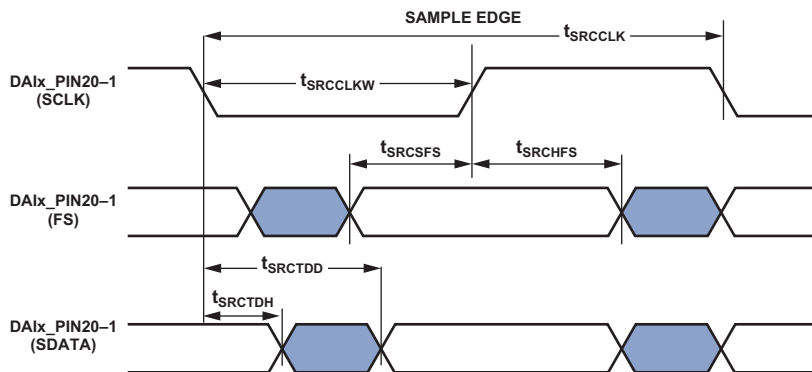 SAMPLE EDGE
tSRCCLK
DAIx_PIN20–1
(SCLK)
tSRCCLKW
tSRCSFS
tSRCHFS
DAIx_PIN20–1
(FS)
tSRCTDD
tSRCTDH
DAIx_PIN20–1
(SDATA)